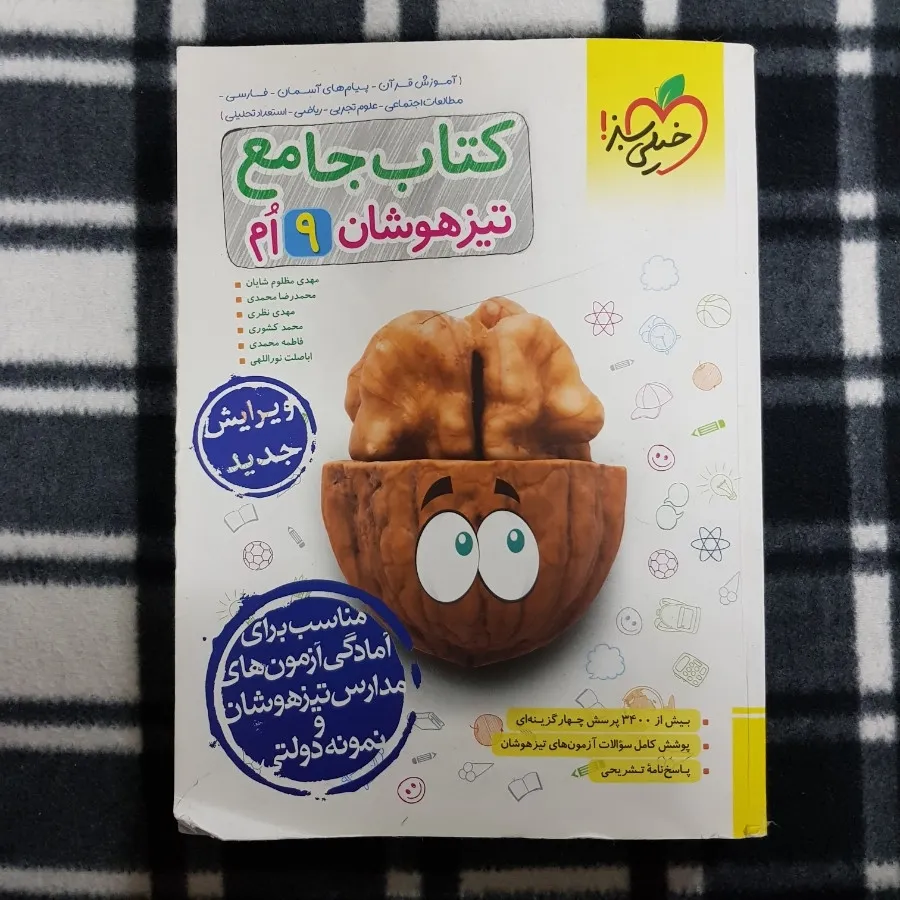 ( آموزش قرآن - پیام‌های آسمان - فارسی -
مطالعات اجتماعی - علوم تجربی - ریاضی - استعداد تحلیلی )
خیلی سبز!
کتاب جامع
تیزهوشان ۹ اُم
مهدی مظلوم شایان
محمدرضا محمدی
مهدی نظری
محمد کشوری
فاطمه محمدی
اباصلت نوراللهی
ویرایش
جدید
مناسب برای
آمادگی آزمون‌های
مدارس تیزهوشان
و
نمونه دولتی
بیش از ۳۴۰۰ پرسش چهارگزینه‌ای
پوشش کامل سؤالات آزمون‌های تیزهوشان
پاسخ‌نامهٔ تشریحی